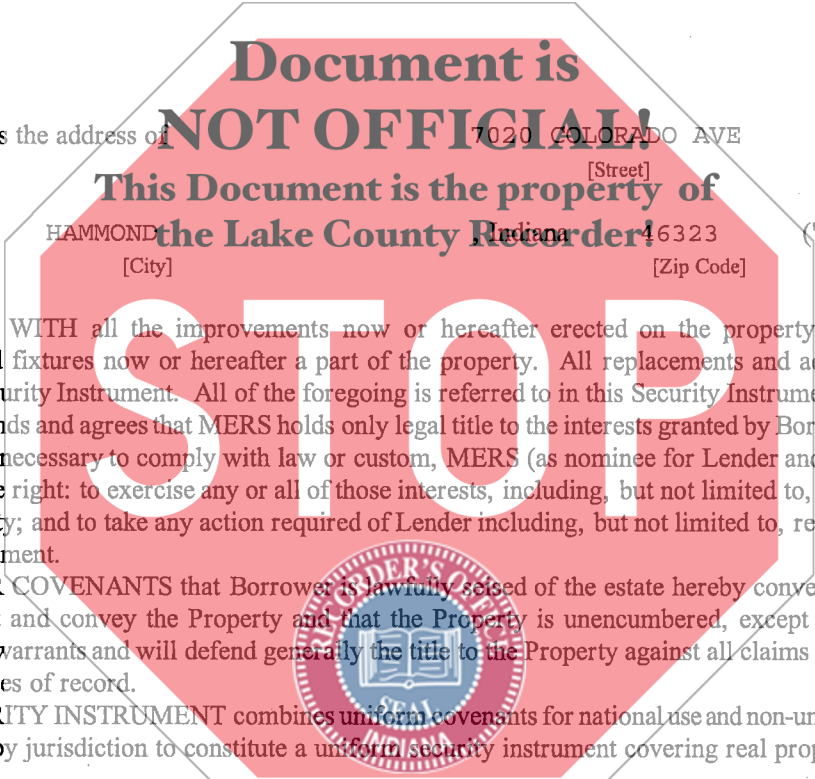 Document is
NOT OFFICIAL!
s the address of 7020 COLORADO AVE
[Street]
This Document is the property of
the Lake County Recorder!
HAMMOND , Indiana 46323 ("
[City] [Zip Code]
STOP
WITH all the improvements now or hereafter erected on the property
fixtures now or hereafter a part of the property. All replacements and a
urity Instrument. All of the foregoing is referred to in this Security Instrume
nds and agrees that MERS holds only legal title to the interests granted by Bor
necessary to comply with law or custom, MERS (as nominee for Lender and
e right: to exercise any or all of those interests, including, but not limited to,
ty; and to take any action required of Lender including, but not limited to, re
ment.
R COVENANTS that Borrower is lawfully seised of the estate hereby conve
t and convey the Property and that the Property is unencumbered, except
warrants and will defend generally the title to the Property against all claims
es of record.
RITY INSTRUMENT combines uniform covenants for national use and non-un
by jurisdiction to constitute a uniform security instrument covering real prop
RECORDER'S OFFICE
SEAL
INDIANA